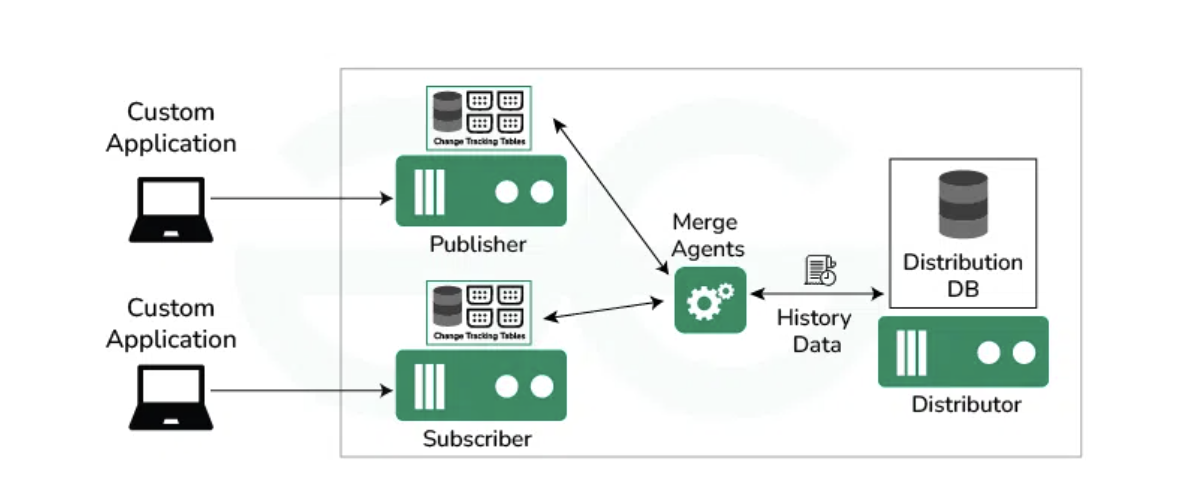 Custom
Application
Change Tracking Tables
Publisher
Custom
Application
Change Tracking Tables
Subscriber
Merge
Agents
History
Data
Distribution
DB
Distributor